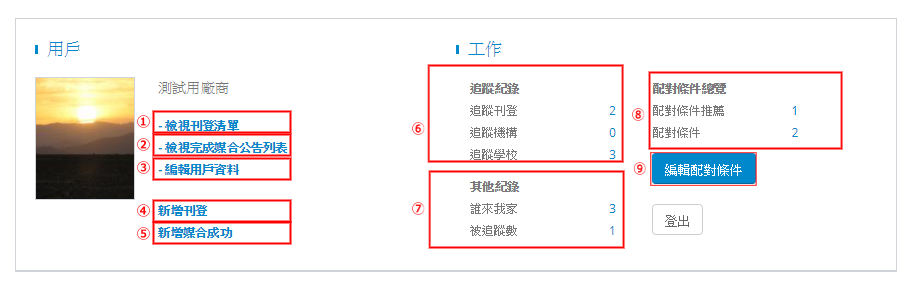 用戶
測試用廠商
① - 檢視刊登清單
② - 檢視完成媒合公告列表
③ - 編輯用戶資料
④ 新增刊登
⑤ 新增媒合成功
工作
⑥ 追蹤紀錄
追蹤刊登 2
追蹤機構 0
追蹤學校 3
⑦ 其他紀錄
誰來我家 3
被追蹤數 1
⑧ 配對條件總覽
配對條件推薦 1
配對條件 2
⑨ 編輯配對條件
登出